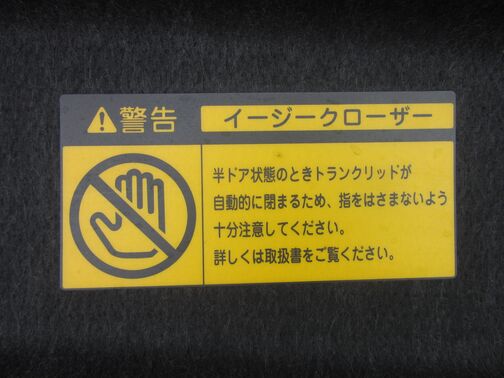 警告 イージークローザー
半ドア状態のときトランクリッドが
自動的に閉まるため、指をはさまないよう
十分注意してください。
詳しくは取扱書をご覧ください。